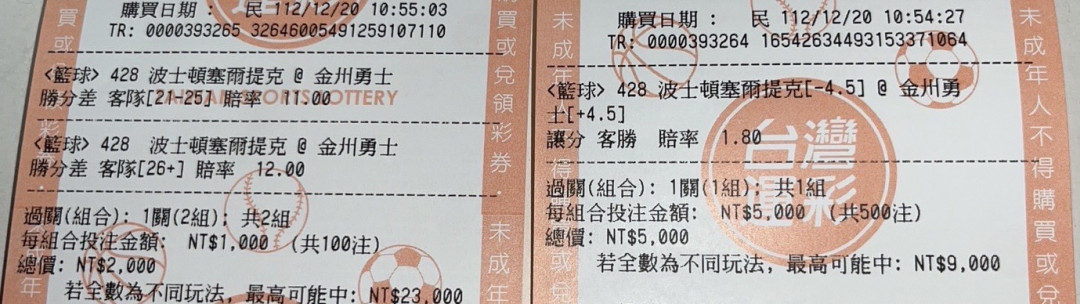 購買日期： 民 112/12/20 10:55:03
TR: 0000393265 32646005491259107110
<籃球> 428 波士頓塞爾提克 @ 金州勇士
勝分差 客隊[21-25] 賠率 11.00
<籃球> 428 波士頓塞爾提克 @ 金州勇士
勝分差 客隊[26+] 賠率 12.00
過關(組合): 1關(2組); 共2組
每組合投注金額: NT$1,000 (共100注)
總價: NT$2,000
若全數為不同玩法, 最高可能中: NT$23,000
購買或兌領彩券．
未成年
購買日期： 民 112/12/20 10:54:27
TR: 0000393264 16542634493153371064
<籃球> 428 波士頓塞爾提克[-4.5] @ 金州勇
士[+4.5]
讓分 客勝 賠率 1.80
過關(組合): 1關(1組); 共1組
每組合投注金額: NT$5,000 (共500注)
總價: NT$5,000
若全數為不同玩法, 最高可能中: NT$9,000
台灣
運彩
未成年人不得購買或兌